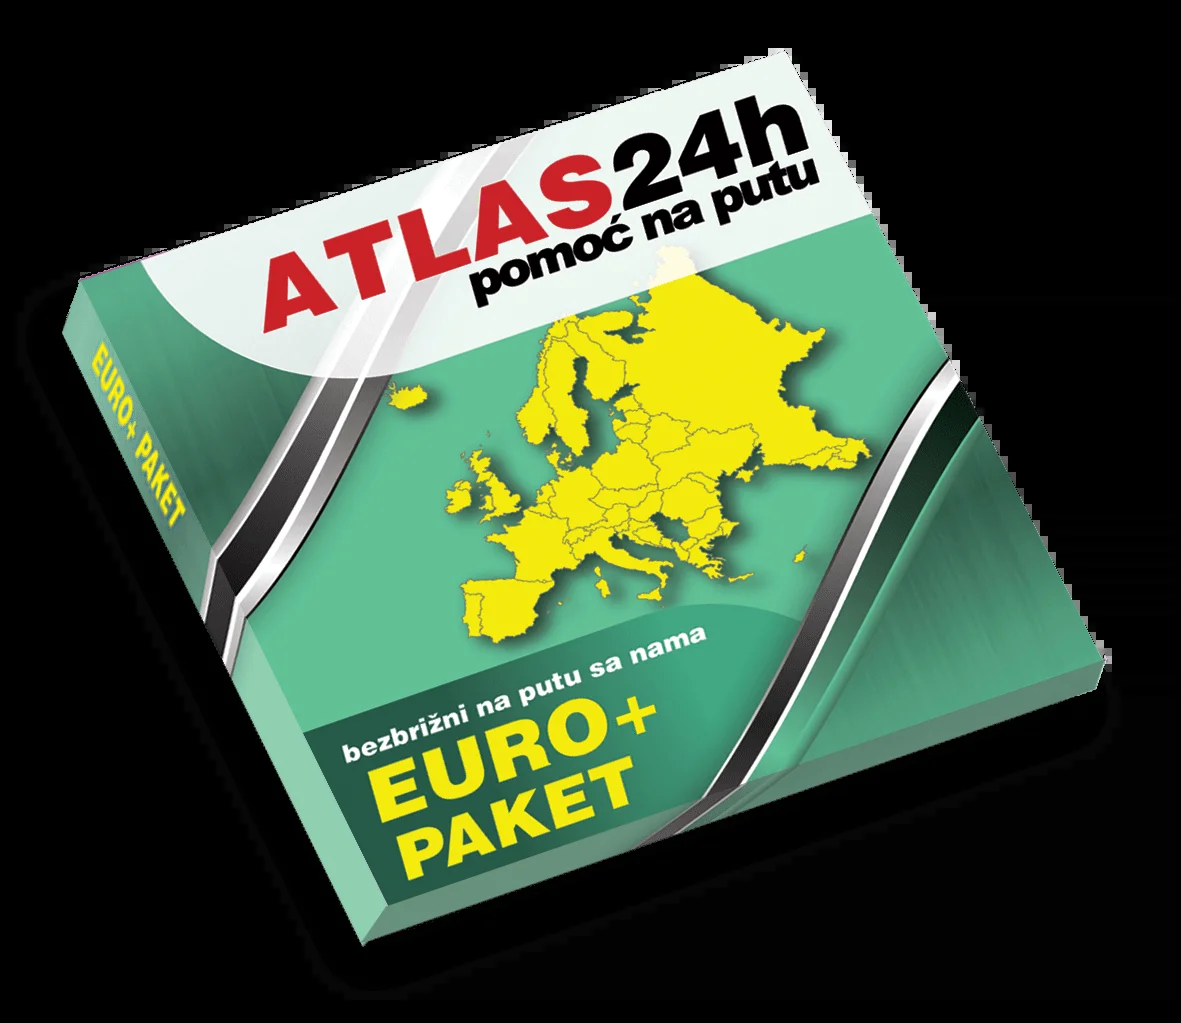 ATLAS24h
pomoć na putu
EURO+ PAKET
bezbrižni na putu sa nama
EURO+
PAKET